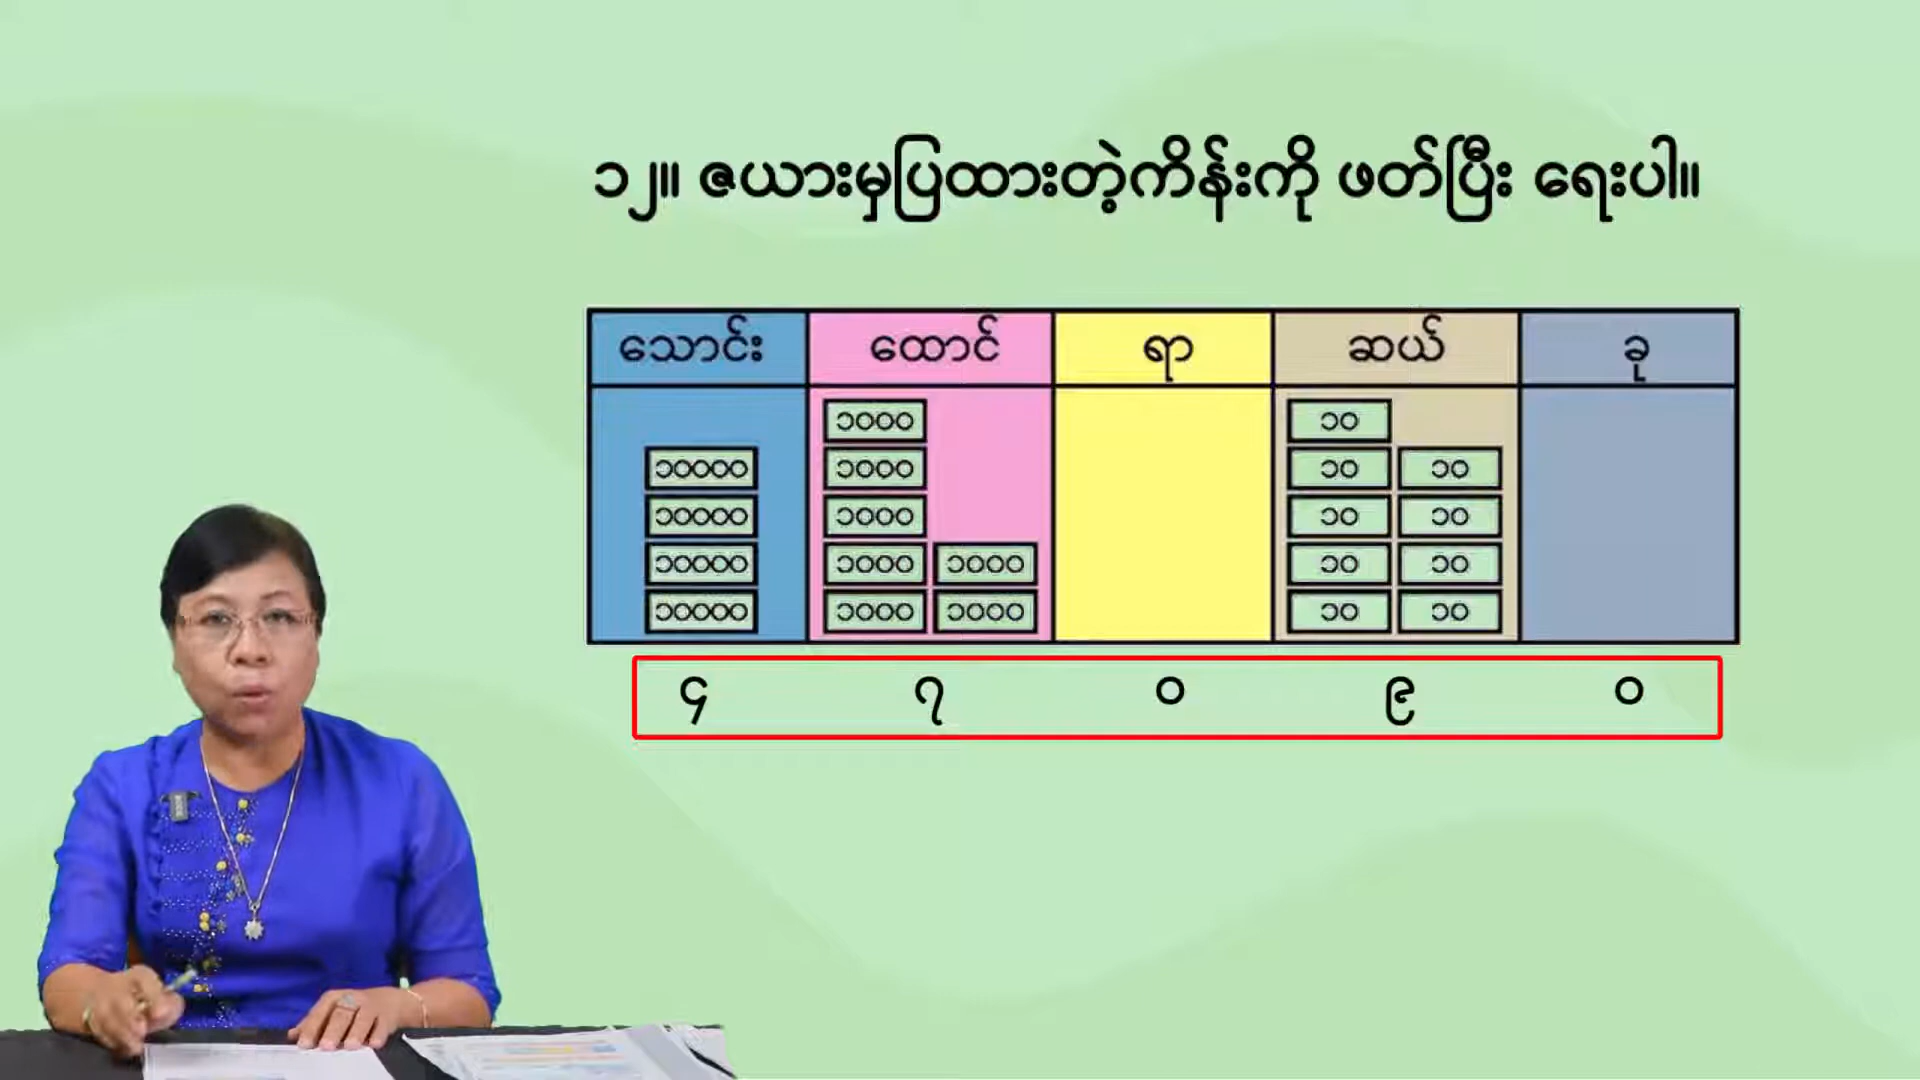 ၁၂။ ဇယားမှပြထားတဲ့ကိန်းကို ဖတ်ပြီး ရေးပါ။
သောင်း ထောင် ရာ ဆယ် ခု
၁၀၀၀ ၁၀
၁၀၀၀၀ ၁၀၀၀ ၁၀ ၁၀
၁၀၀၀၀ ၁၀၀၀ ၁၀ ၁၀
၁၀၀၀၀ ၁၀၀၀ ၁၀၀၀ ၁၀ ၁၀
၁၀၀၀၀ ၁၀၀၀ ၁၀၀၀ ၁၀ ၁၀
၄ ၇ ၀ ၉ ၀